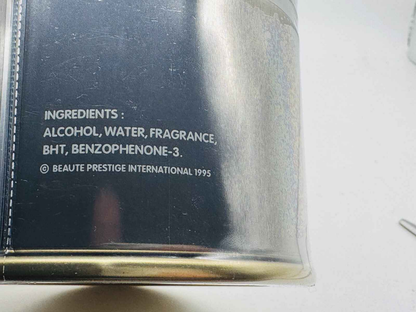 INGREDIENTS :
ALCOHOL, WATER, FRAGRANCE,
BHT, BENZOPHENONE-3.
© BEAUTE PRESTIGE INTERNATIONAL 1995